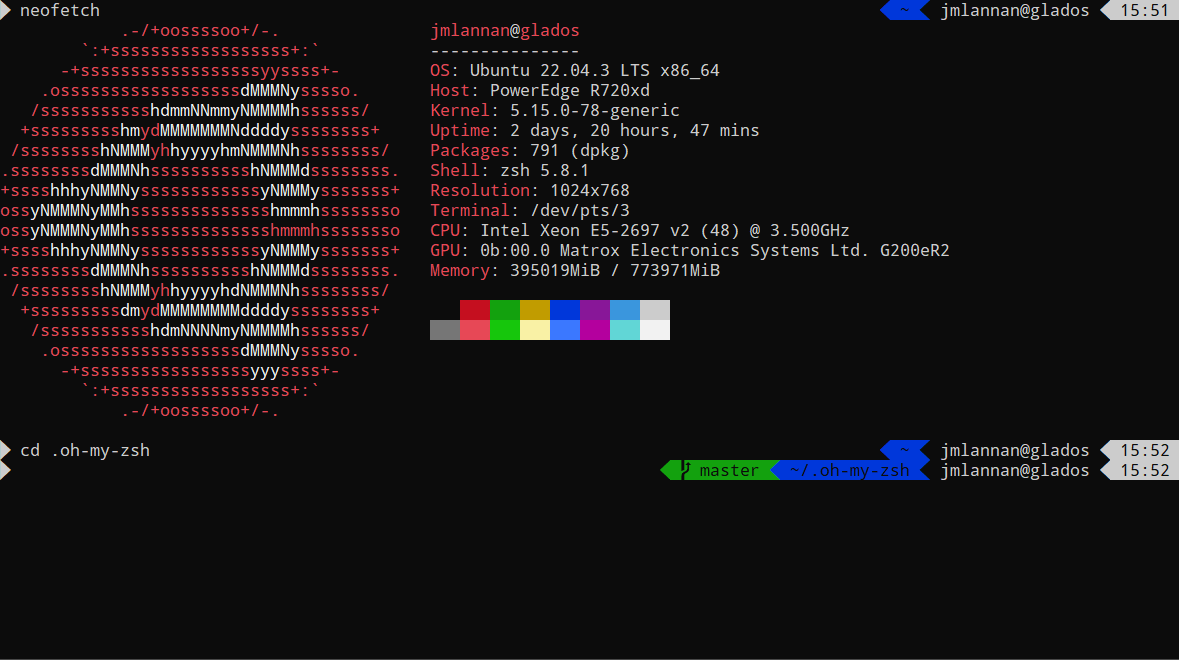 neofetch ~ jmlannan@glados 15:51
.-/+oossssoo+/-. jmlannan@glados
`:+ssssssssssssssssss+:` ---------------
-+ssssssssssssssssssyyssss+- OS: Ubuntu 22.04.3 LTS x86_64
.ossssssssssssssssssdMMMNysssso. Host: PowerEdge R720xd
/ssssssssssshdmmNNmmyNMMMMhssssss/ Kernel: 5.15.0-78-generic
+ssssssssshmydMMMMMMMNddddyssssssss+ Uptime: 2 days, 20 hours, 47 mins
/sssssssshNMMMyhhyyyyhmNMMMNhssssssss/ Packages: 791 (dpkg)
.ssssssssdMMMNhsssssssssshNMMMdssssssss. Shell: zsh 5.8.1
+sssshhhyNMMNyssssssssssssyNMMMysssssss+ Resolution: 1024x768
ossyNMMMNyMMhsssssssssssssshmmmhssssssso Terminal: /dev/pts/3
ossyNMMMNyMMhsssssssssssssshmmmhssssssso CPU: Intel Xeon E5-2697 v2 (48) @ 3.500GHz
+sssshhhyNMMNyssssssssssssyNMMMysssssss+ GPU: 0b:00.0 Matrox Electronics Systems Ltd. G200eR2
.ssssssssdMMMNhsssssssssshNMMMdssssssss. Memory: 395019MiB / 773971MiB
/sssssssshNMMMyhhyyyyhdNMMMNhssssssss/
+sssssssssdmydMMMMMMMMddddyssssssss+
/ssssssssssshdmNNNNmyNMMMMhssssss/
.ossssssssssssssssssdMMMNysssso.
-+sssssssssssssssssyyyssss+-
`:+ssssssssssssssssss+:`
.-/+oossssoo+/-.
cd .oh-my-zsh ~ jmlannan@glados 15:52
master ~/.oh-my-zsh jmlannan@glados 15:52